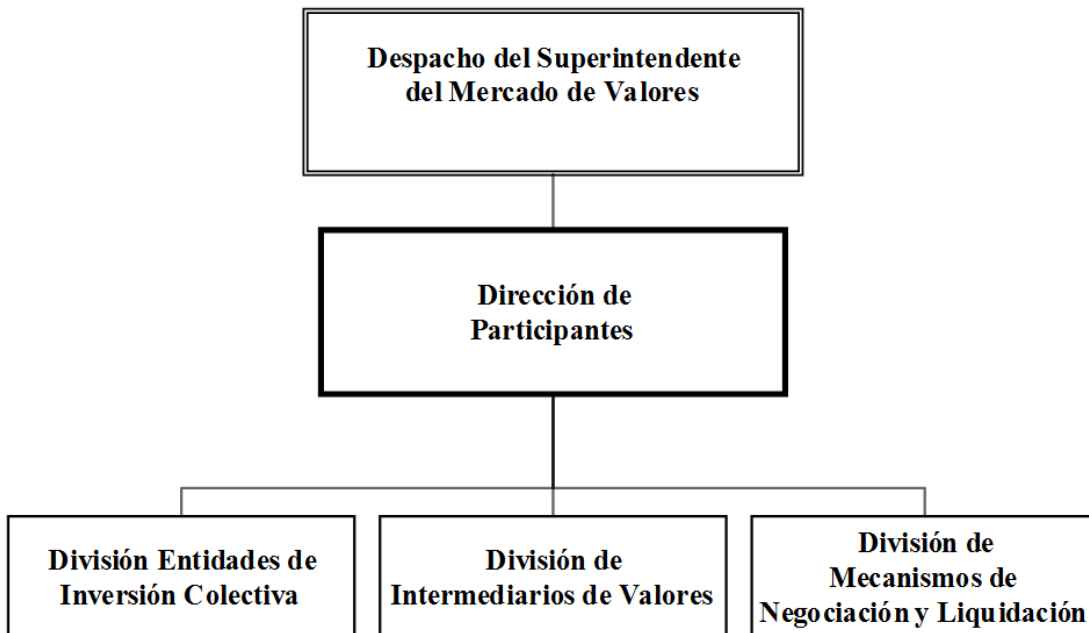 Despacho del Superintendente
del Mercado de Valores
Dirección de
Participantes
División Entidades de
Inversión Colectiva
División de
Intermediarios de Valores
División de
Mecanismos de
Negociación y Liquidación